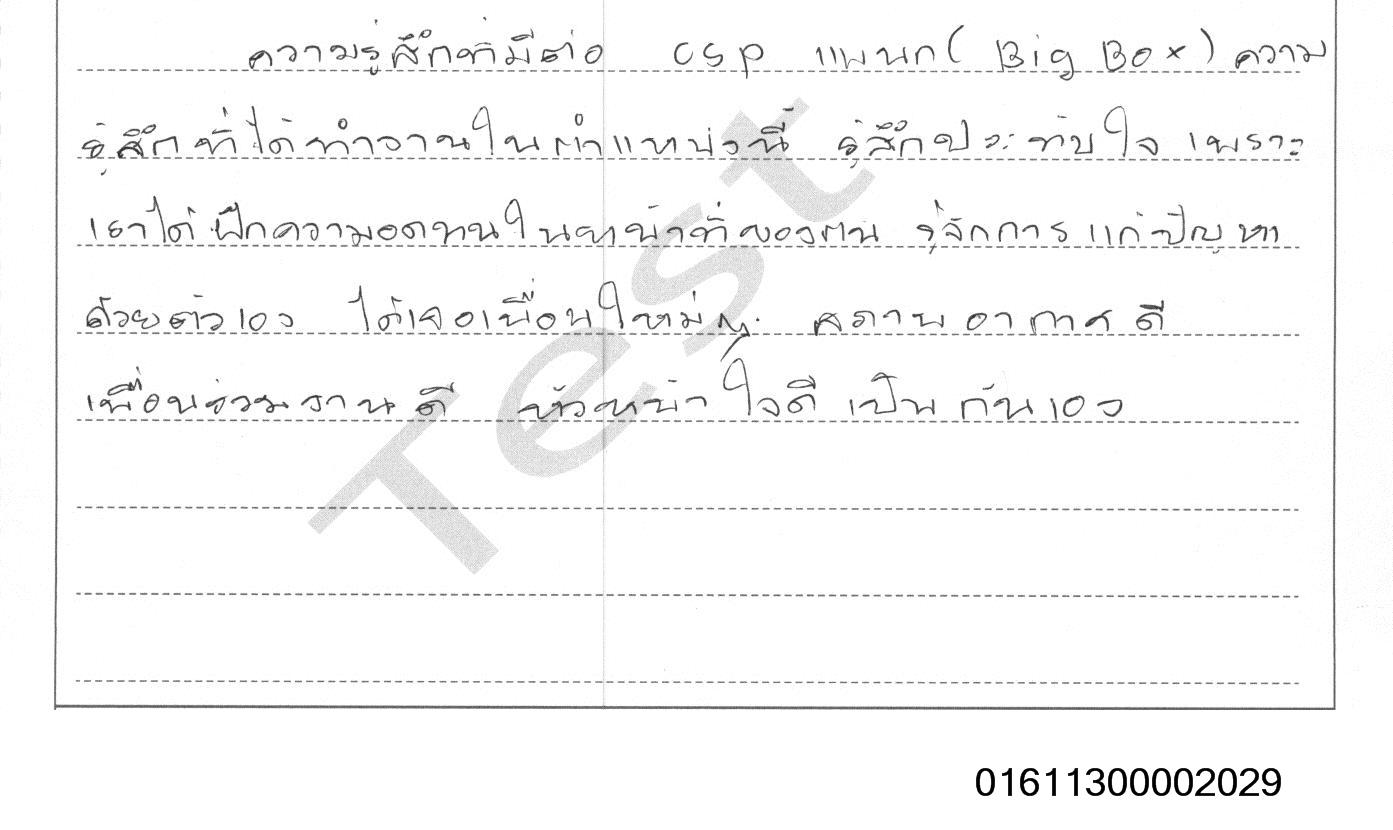 ความรู้สึกที่มีต่อ CSP แผนก ( Big Box ) ความ
รู้สึกที่ได้ทำงานในตำแหน่งนี้ รู้สึกประทับใจ เพราะ
เราได้ฝึกความอดทนในหน้าที่ของตน รู้จักการแก้ปัญหา
ด้วยตัวเอง ได้เจอเพื่อนใหม่ๆ สภาพอากาศดี
เพื่อนร่วมงานดี หัวหน้าใจดี เป็นกันเอง
Test
01611300002029